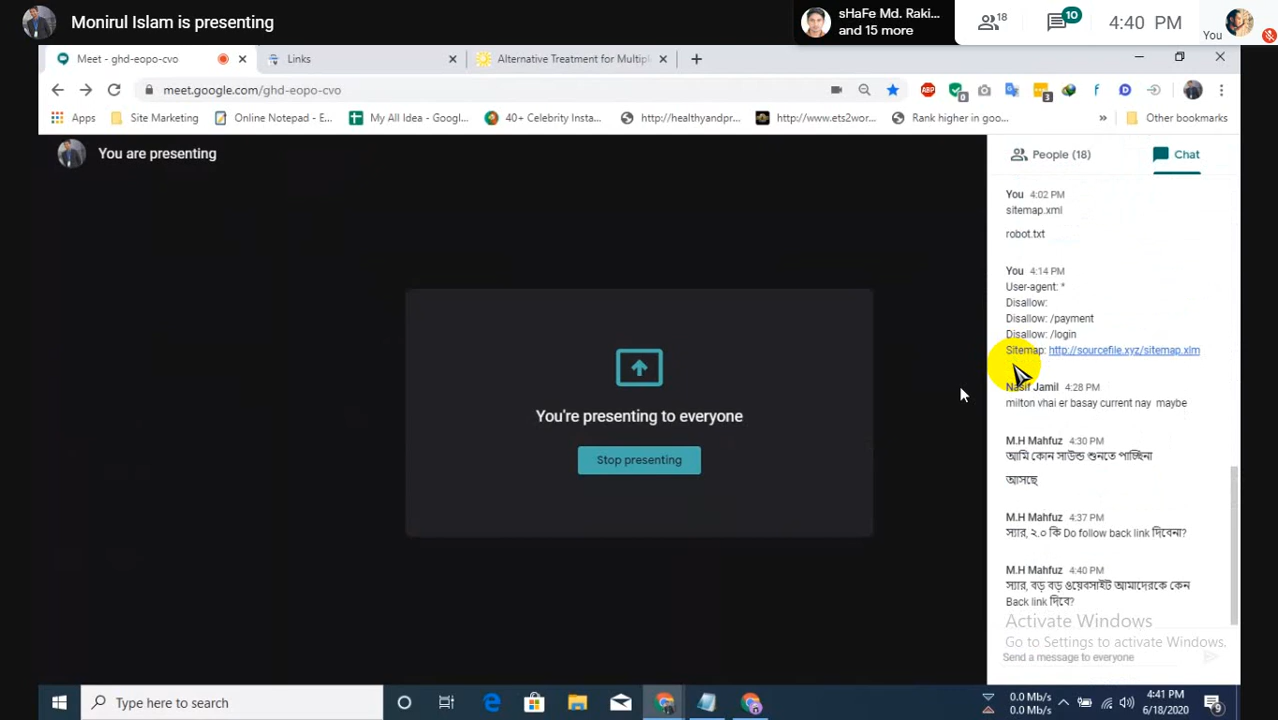 Monirul Islam is presenting
sHaFe Md. Raki...
and 15 more
18
10
4:40 PM
You
Meet - ghd-eopo-cvo
Links
Alternative Treatment for Multipl
meet.google.com/ghd-eopo-cvo
ABP
0
3
Apps
Site Marketing
Online Notepad - E...
My All Idea - Googl...
40+ Celebrity Insta...
http://healthyandpr...
http://www.ets2wor...
Rank higher in goo...
»
Other bookmarks
You are presenting
People (18)
Chat
You 4:02 PM
sitemap.xml
robot.txt
You 4:14 PM
User-agent: *
Disallow:
Disallow: /payment
Disallow: /login
Sitemap: http://sourcefile.xyz/sitemap.xlm
Nasif Jamil 4:28 PM
milton vhai er basay current nay maybe
M.H Mahfuz 4:30 PM
আমি কোন সাউন্ড শুনতে পাচ্ছিনা
আসছে
M.H Mahfuz 4:37 PM
স্যার, ২.০ কি Do follow back link দিবেনা?
M.H Mahfuz 4:40 PM
স্যার, বড় বড় ওয়েবসাইট আমাদেরকে কেন
Back link দিবে?
You're presenting to everyone
Stop presenting
Activate Windows
Go to Settings to activate Windows.
Send a message to everyone
Type here to search
0.0 Mb/s
0.0 Mb/s
4:41 PM
6/18/2020
9